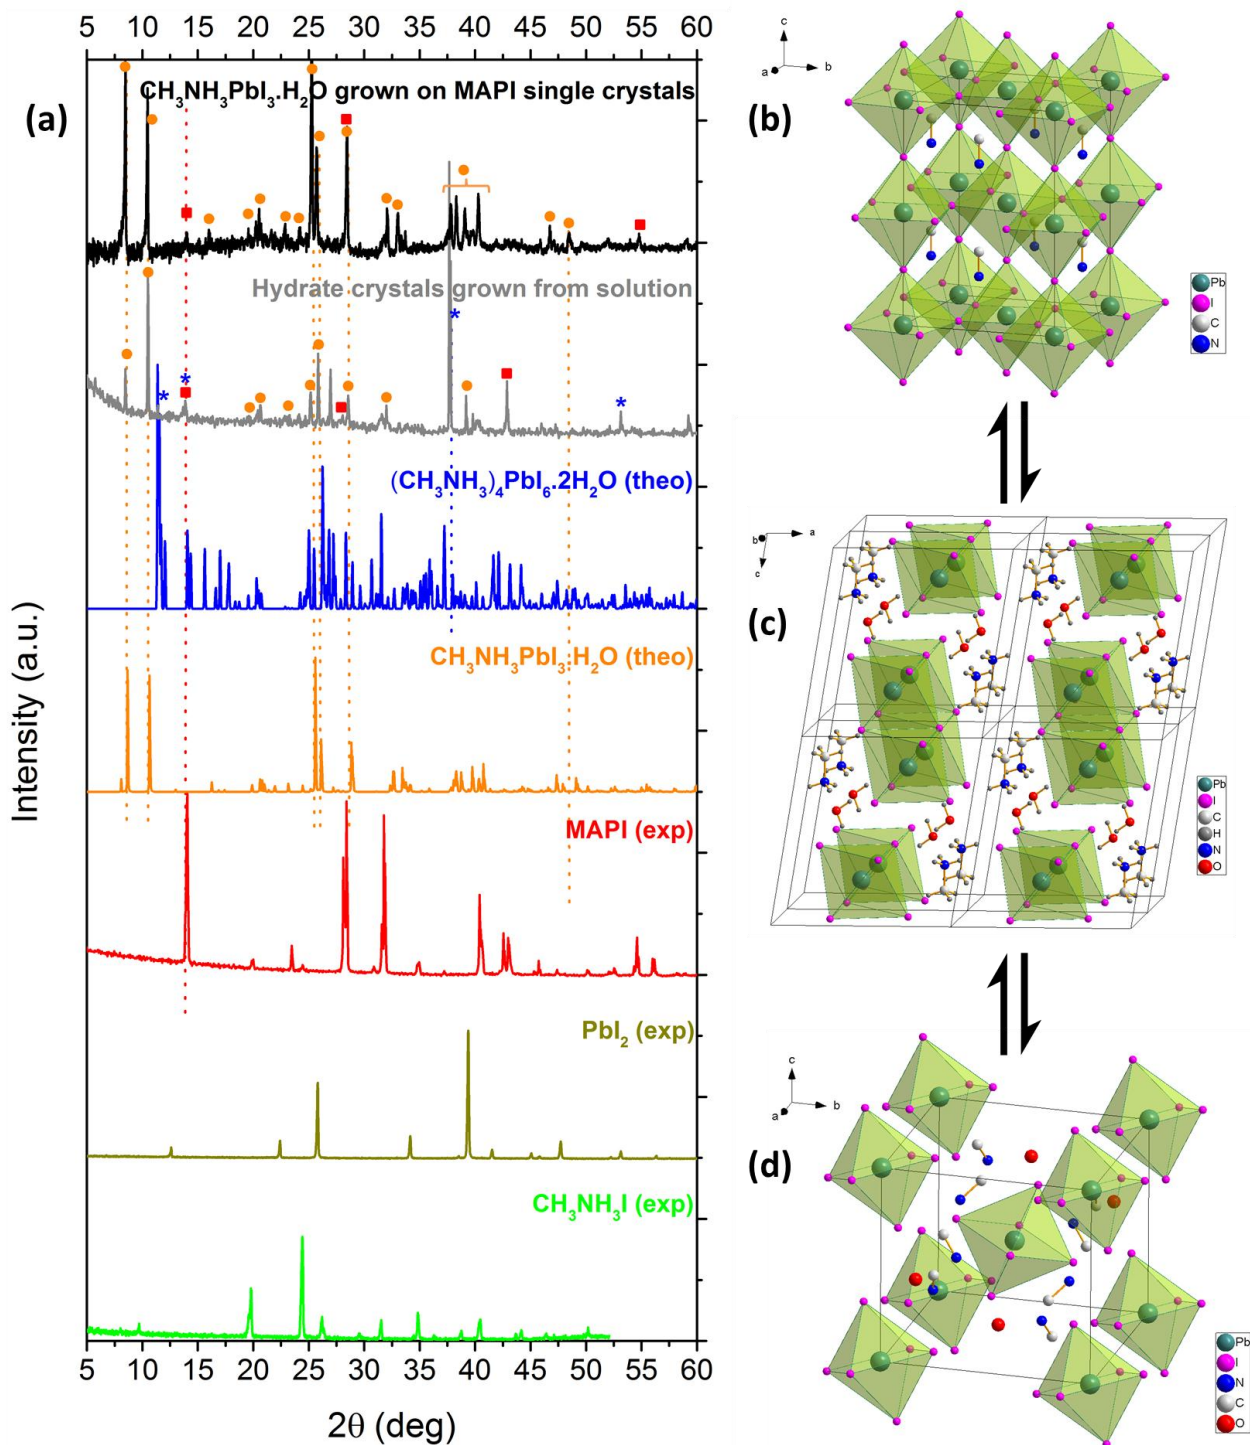 5 10 15 20 25 30 35 40 45 50 55 60
(a)
CH₃NH₃PbI₃.H₂O grown on MAPI single crystals
Hydrate crystals grown from solution
*
*
*
*
(CH₃NH₃)₄PbI₆.2H₂O (theo)
CH₃NH₃PbI₃.H₂O (theo)
MAPI (exp)
PbI₂ (exp)
CH₃NH₃I (exp)
Intensity (a.u.)
5 10 15 20 25 30 35 40 45 50 55 60
2θ (deg)
(b)
c
a
b
Pb
I
C
N
(c)
b
a
c
Pb
I
C
H
N
O
(d)
c
a
b
Pb
I
N
C
O